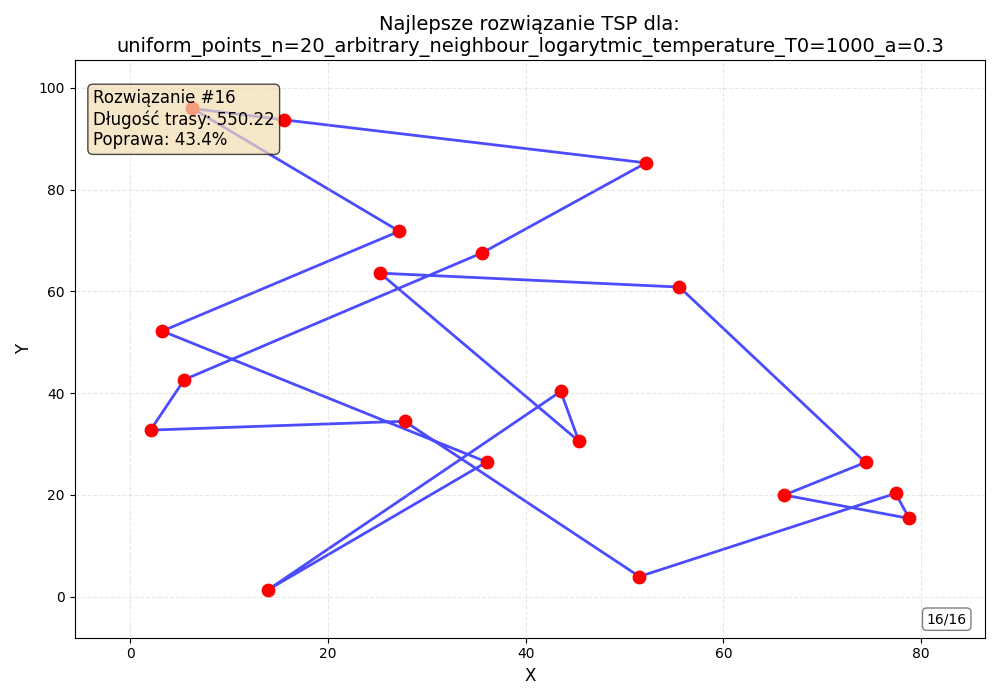 Najlepsze rozwiązanie TSP dla:
uniform_points_n=20_arbitrary_neighbour_logarytmic_temperature_T0=1000_a=0.3
Rozwiązanie #16
Długość trasy: 550.22
Poprawa: 43.4%
100
80
60
40
20
0
Y
16/16
0 20 40 60 80
X